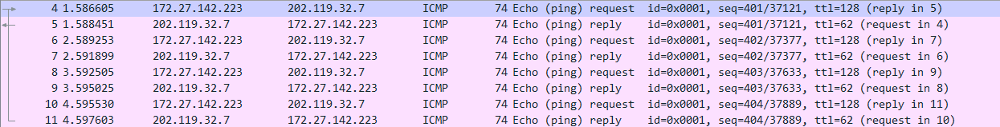 4 1.586605 172.27.142.223 202.119.32.7 ICMP 74 Echo (ping) request id=0x0001, seq=401/37121, ttl=128 (reply in 5)
5 1.588451 202.119.32.7 172.27.142.223 ICMP 74 Echo (ping) reply id=0x0001, seq=401/37121, ttl=62 (request in 4)
6 2.589253 172.27.142.223 202.119.32.7 ICMP 74 Echo (ping) request id=0x0001, seq=402/37377, ttl=128 (reply in 7)
7 2.591899 202.119.32.7 172.27.142.223 ICMP 74 Echo (ping) reply id=0x0001, seq=402/37377, ttl=62 (request in 6)
8 3.592505 172.27.142.223 202.119.32.7 ICMP 74 Echo (ping) request id=0x0001, seq=403/37633, ttl=128 (reply in 9)
9 3.595025 202.119.32.7 172.27.142.223 ICMP 74 Echo (ping) reply id=0x0001, seq=403/37633, ttl=62 (request in 8)
10 4.595530 172.27.142.223 202.119.32.7 ICMP 74 Echo (ping) request id=0x0001, seq=404/37889, ttl=128 (reply in 11)
11 4.597603 202.119.32.7 172.27.142.223 ICMP 74 Echo (ping) reply id=0x0001, seq=404/37889, ttl=62 (request in 10)